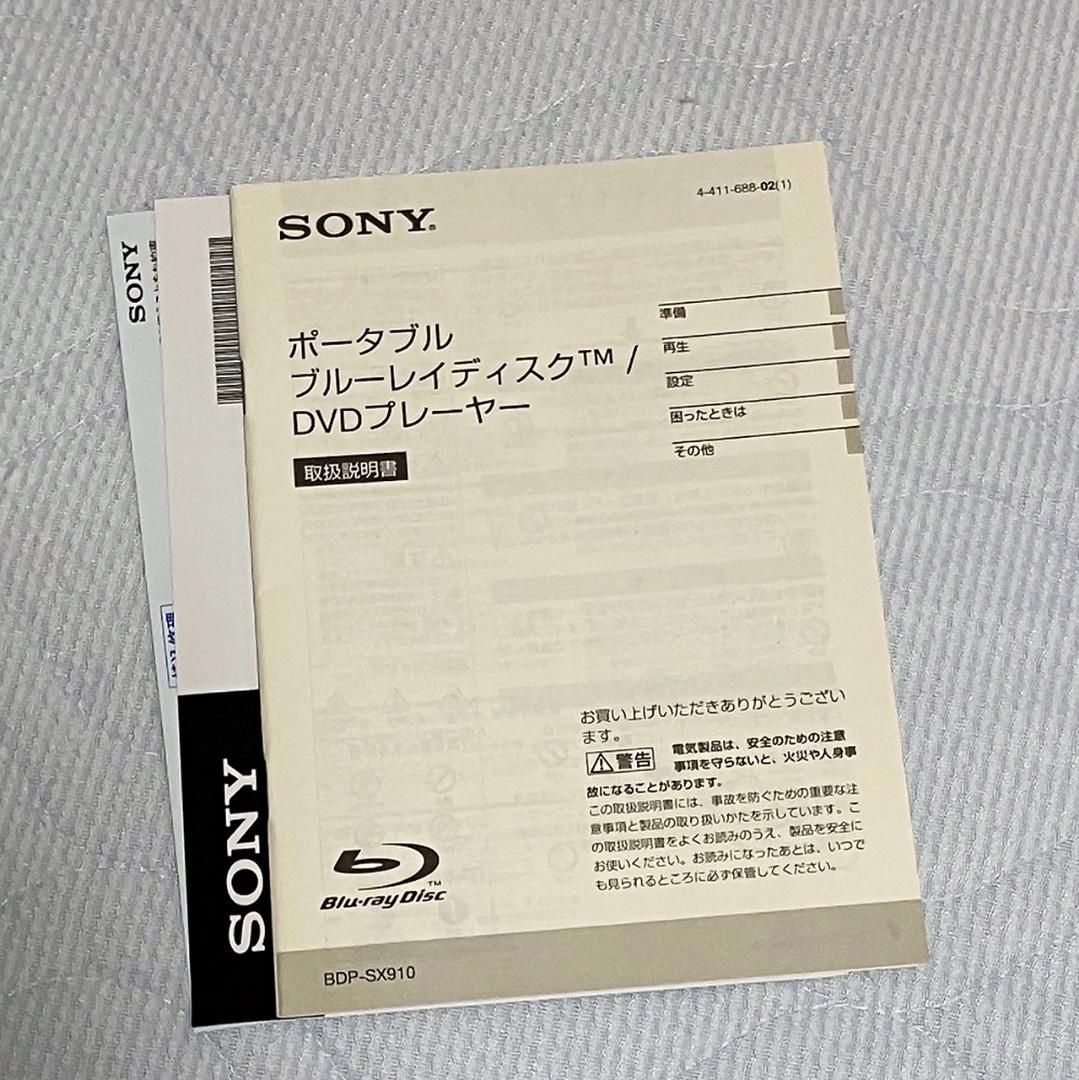 SONY
4-411-688-02(1)
ポータブル
ブルーレイディスク™ /
DVDプレーヤー
取扱説明書
準備
再生
設定
困ったときは
その他
お買い上げいただきありがとうござい
ます。
警告
電気製品は、安全のための注意
事項を守らないと、火災や人身事
故になることがあります。
この取扱説明書には、事故を防ぐための重要な注
意事項と製品の取り扱いかたを示しています。こ
の取扱説明書をよくお読みのうえ、製品を安全に
お使いください。お読みになったあとは、いつで
も見られるところに必ず保管してください。
Blu-ray Disc™
BDP-SX910
SONY
SONY